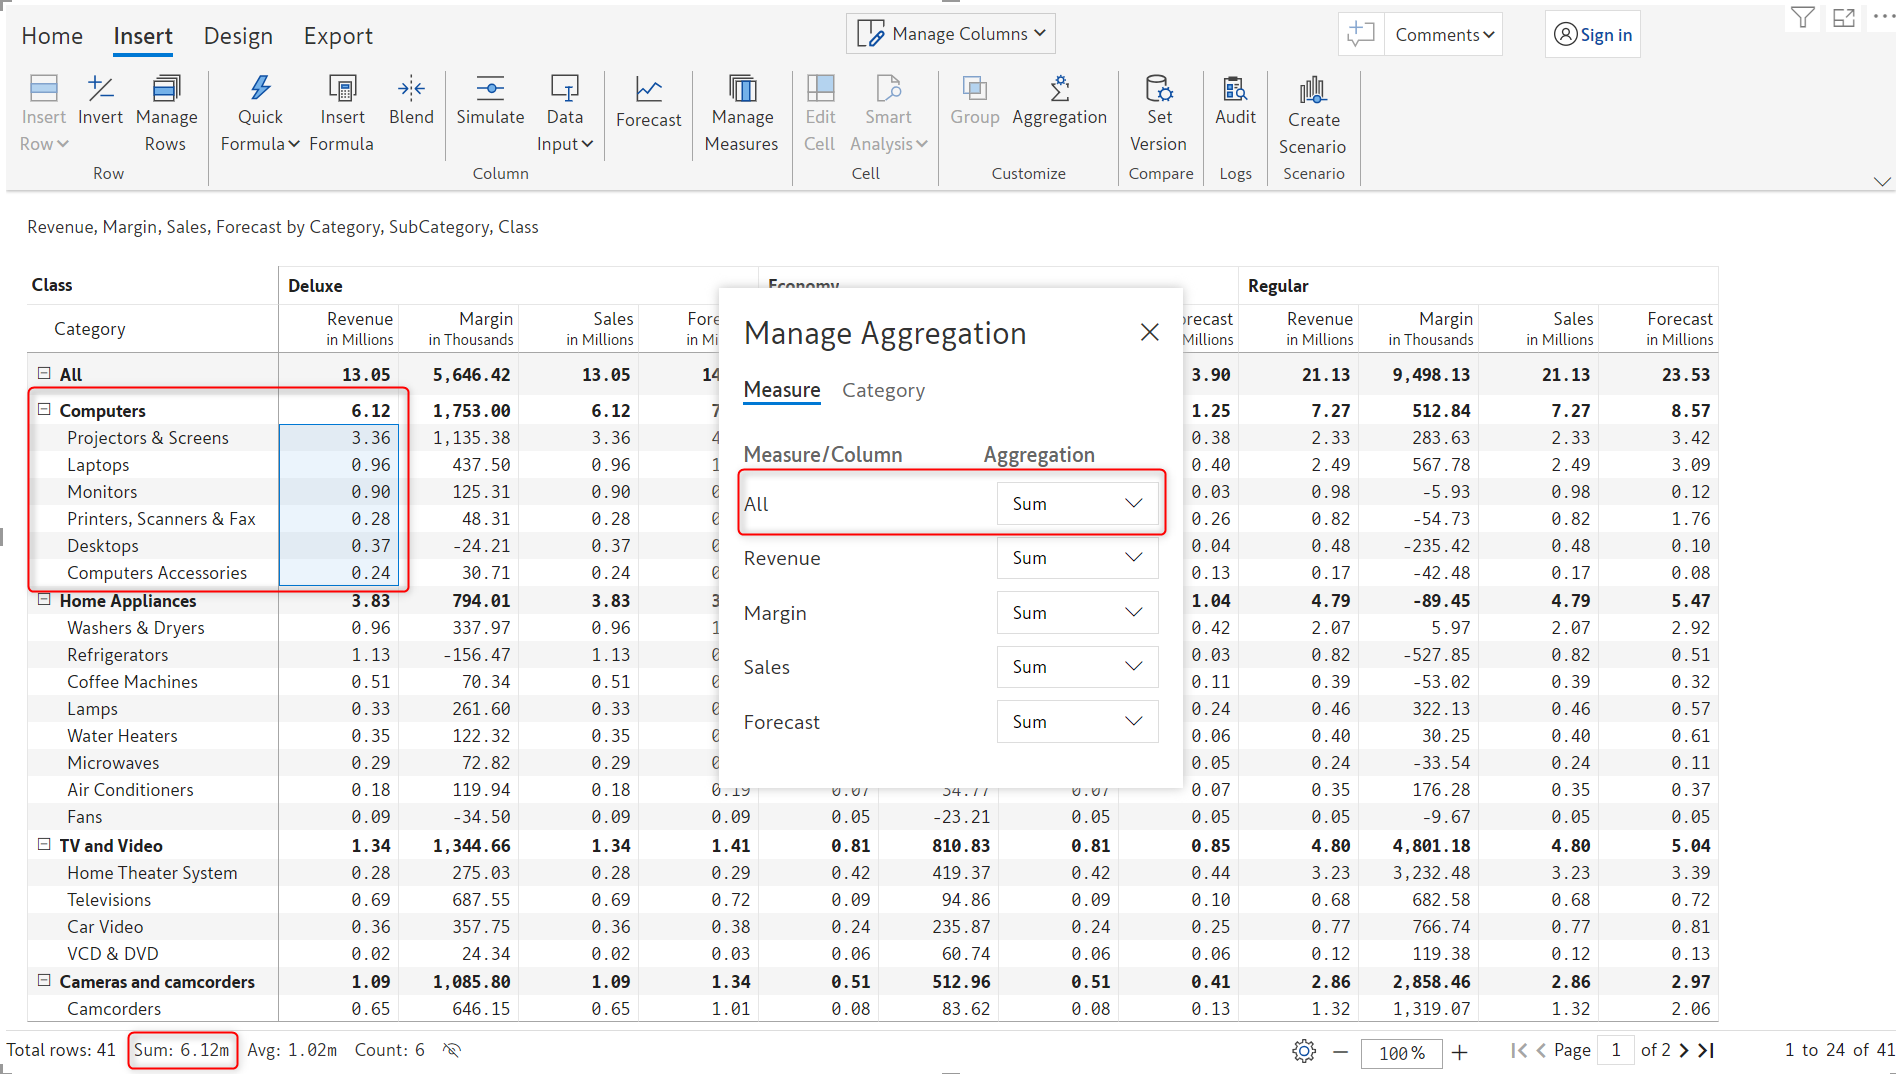 Home Insert Design Export Manage Columns Comments Sign in
Insert Row Invert Manage Rows Quick Formula Insert Formula Blend Simulate Data Input Forecast Manage Measures Edit Cell Smart Analysis Group Aggregation Set Version Audit Create Scenario
Row Column Cell Customize Compare Logs Scenario
Revenue, Margin, Sales, Forecast by Category, SubCategory, Class
Class Deluxe Economy Regular
Category Revenue in Millions Margin in Thousands Sales in Millions Revenue in Millions Margin in Thousands Sales in Millions Forecast in Millions
All 13.05 5,646.42 13.05 14 3.90 21.13 9,498.13 21.13 23.53
Computers 6.12 1,753.00 6.12 7 1.25 7.27 512.84 7.27 8.57
Projectors & Screens 3.36 1,135.38 3.36 4 0.38 2.33 283.63 2.33 3.42
Laptops 0.96 437.50 0.96 1 0.40 2.49 567.78 2.49 3.09
Monitors 0.90 125.31 0.90 0.03 0.98 -5.93 0.98 0.12
Printers, Scanners & Fax 0.28 48.31 0.28 0.26 0.82 -54.73 0.82 1.76
Desktops 0.37 -24.21 0.37 0.04 0.48 -235.42 0.48 0.10
Computers Accessories 0.24 30.71 0.24 0.13 0.17 -42.48 0.17 0.08
Home Appliances 3.83 794.01 3.83 1.04 4.79 -89.45 4.79 5.47
Washers & Dryers 0.96 337.97 0.96 1 0.42 2.07 5.97 2.07 2.92
Refrigerators 1.13 -156.47 1.13 0.03 0.82 -527.85 0.82 0.51
Coffee Machines 0.51 70.34 0.51 0.11 0.39 -53.02 0.39 0.32
Lamps 0.33 261.60 0.33 0.24 0.46 322.13 0.46 0.57
Water Heaters 0.35 122.32 0.35 0.06 0.40 30.25 0.40 0.61
Microwaves 0.29 72.82 0.29 0.05 0.24 -33.54 0.24 0.11
Air Conditioners 0.18 119.94 0.18 0.19 0.07 34.77 0.07 0.07 0.35 176.28 0.35 0.37
Fans 0.09 -34.50 0.09 0.09 0.05 -23.21 0.05 0.05 0.05 -9.67 0.05 0.05
TV and Video 1.34 1,344.66 1.34 1.41 0.81 810.83 0.81 0.85 4.80 4,801.18 4.80 5.04
Home Theater System 0.28 275.03 0.28 0.29 0.42 419.37 0.42 0.44 3.23 3,232.48 3.23 3.39
Televisions 0.69 687.55 0.69 0.72 0.09 94.86 0.09 0.10 0.68 682.58 0.68 0.72
Car Video 0.36 357.75 0.36 0.38 0.24 235.87 0.24 0.25 0.77 766.74 0.77 0.81
VCD & DVD 0.02 24.34 0.02 0.03 0.06 60.74 0.06 0.06 0.12 119.38 0.12 0.13
Cameras and camcorders 1.09 1,085.80 1.09 1.34 0.51 512.96 0.51 0.41 2.86 2,858.46 2.86 2.97
Camcorders 0.65 646.15 0.65 1.01 0.08 83.62 0.08 0.13 1.32 1,319.07 1.32 2.06
Manage Aggregation
Measure Category
Measure/Column Aggregation
All Sum
Revenue Sum
Margin Sum
Sales Sum
Forecast Sum
Total rows: 41 Sum: 6.12m Avg: 1.02m Count: 6 100% Page 1 of 2 1 to 24 of 41